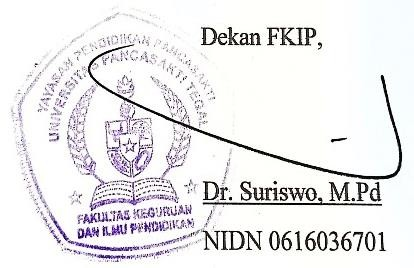 Dekan FKIP,
YAYASAN PENDIDIKAN PANCASAKTI
UNIVERSITAS PANCASAKTI TEGAL
FAKULTAS KEGURUAN
DAN ILMU PENDIDIKAN
Dr. Suriswo, M.Pd
NIDN 0616036701